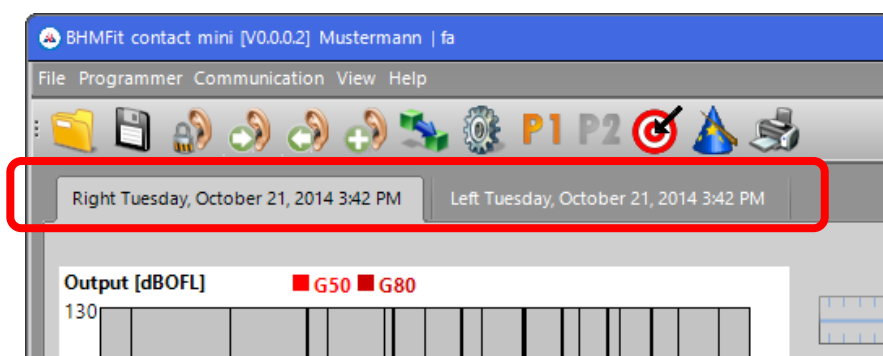 BHMFit contact mini [V0.0.0.2] Mustermann | fa
File Programmer Communication View Help
P1 P2
Right Tuesday, October 21, 2014 3:42 PM Left Tuesday, October 21, 2014 3:42 PM
Output [dBOFL] G50 G80
130